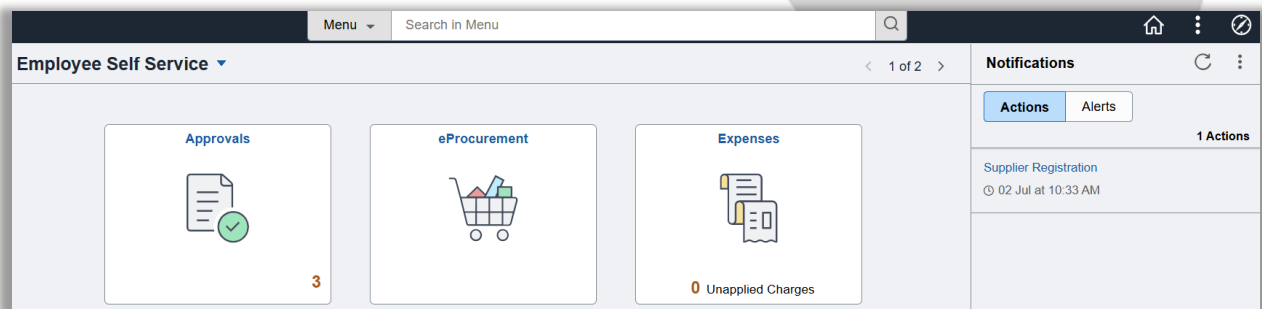 Menu
Search in Menu
Employee Self Service
1 of 2
Notifications
Actions
Alerts
1 Actions
Approvals
eProcurement
Expenses
Supplier Registration
02 Jul at 10:33 AM
3
0 Unapplied Charges